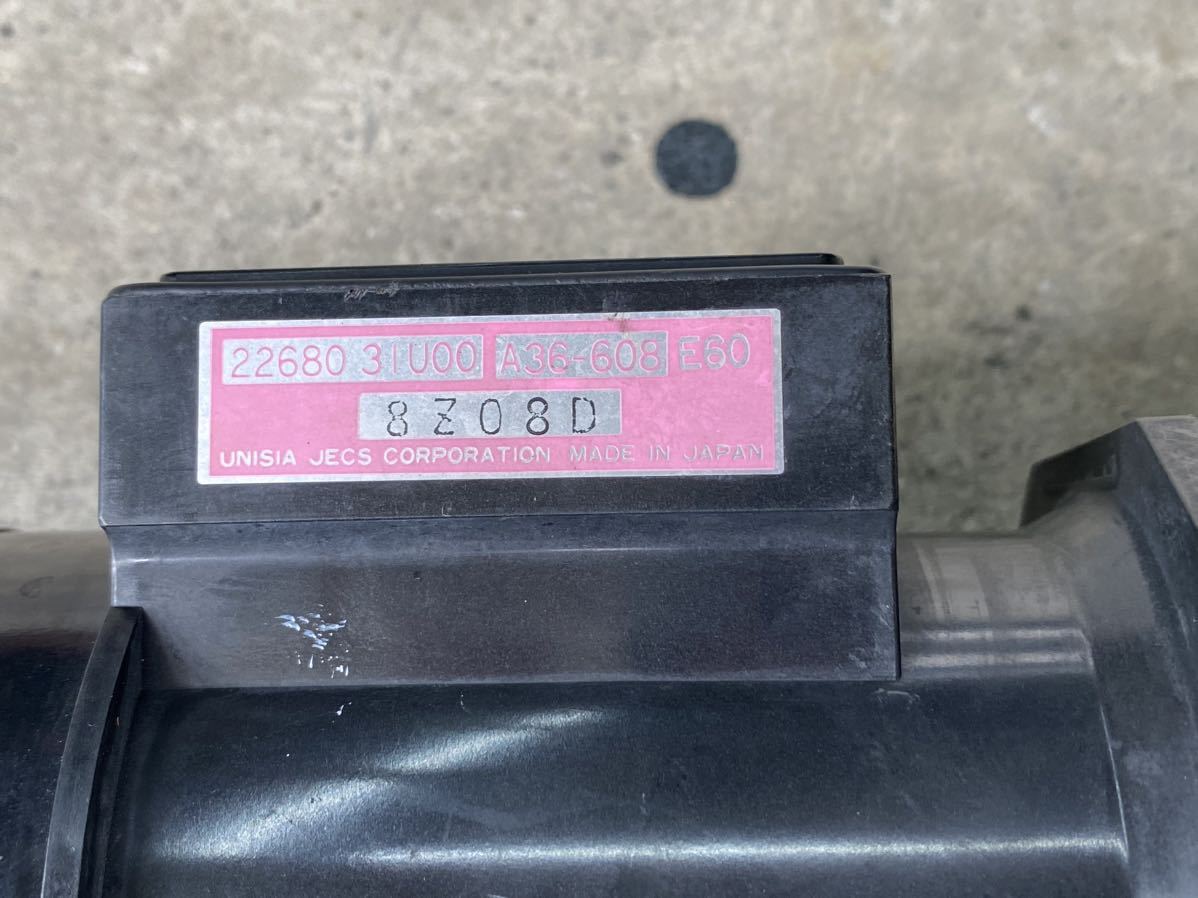 22680 31U00 A36-608 E60
8Z08D
UNISIA JECS CORPORATION MADE IN JAPAN